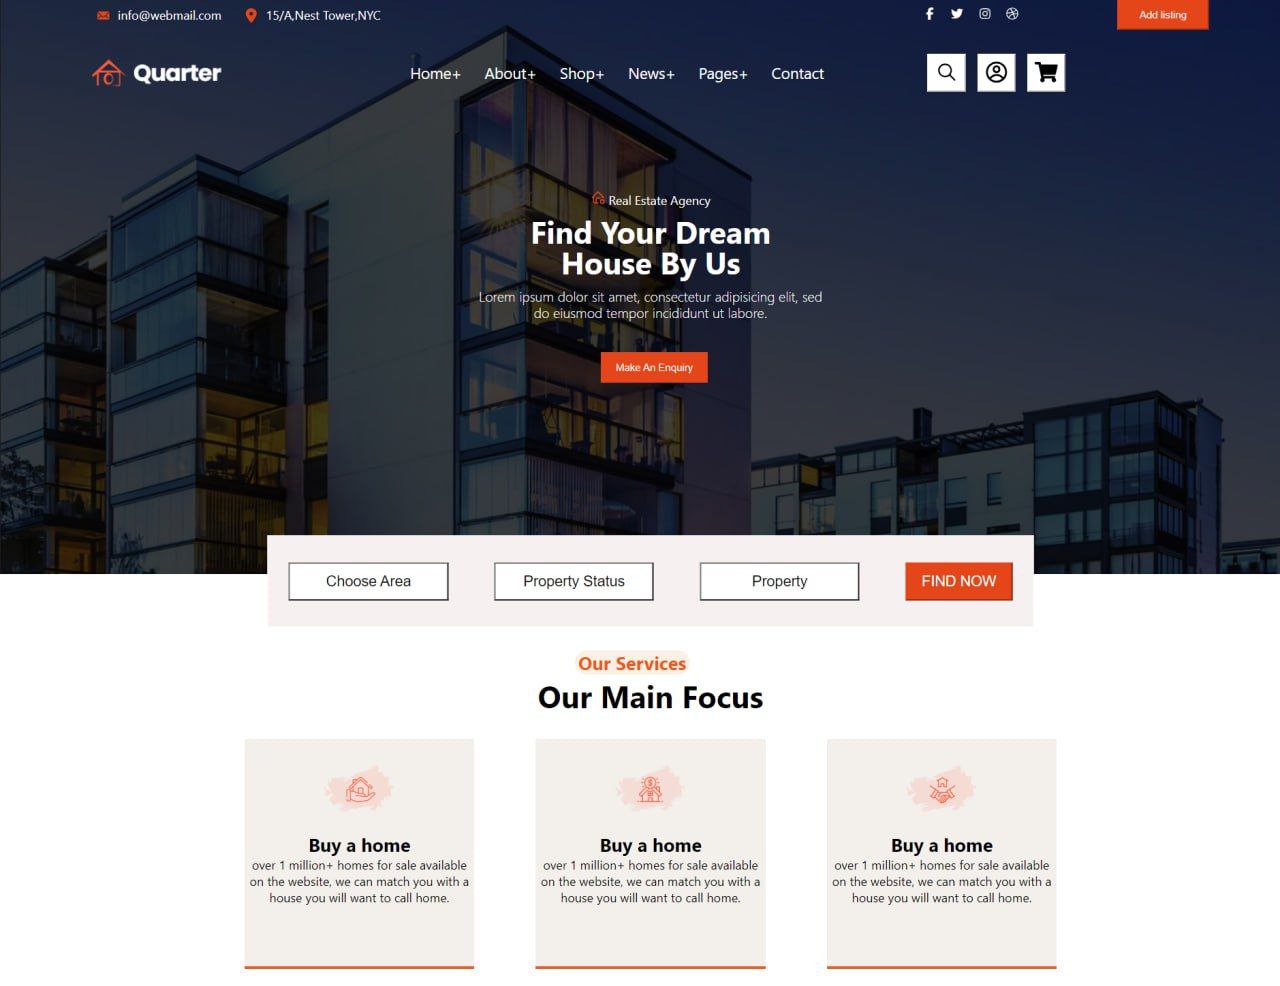 info@webmail.com
15/A,Nest Tower,NYC
Add listing
Quarter
Home+
About+
Shop+
News+
Pages+
Contact
Real Estate Agency
Find Your Dream
House By Us
Lorem ipsum dolor sit amet, consectetur adipisicing elit, sed
do eiusmod tempor incididunt ut labore.
Make An Enquiry
Choose Area
Property Status
Property
FIND NOW
Our Services
Our Main Focus
Buy a home
over 1 million+ homes for sale available
on the website, we can match you with a
house you will want to call home.
Buy a home
over 1 million+ homes for sale available
on the website, we can match you with a
house you will want to call home.
Buy a home
over 1 million+ homes for sale available
on the website, we can match you with a
house you will want to call home.